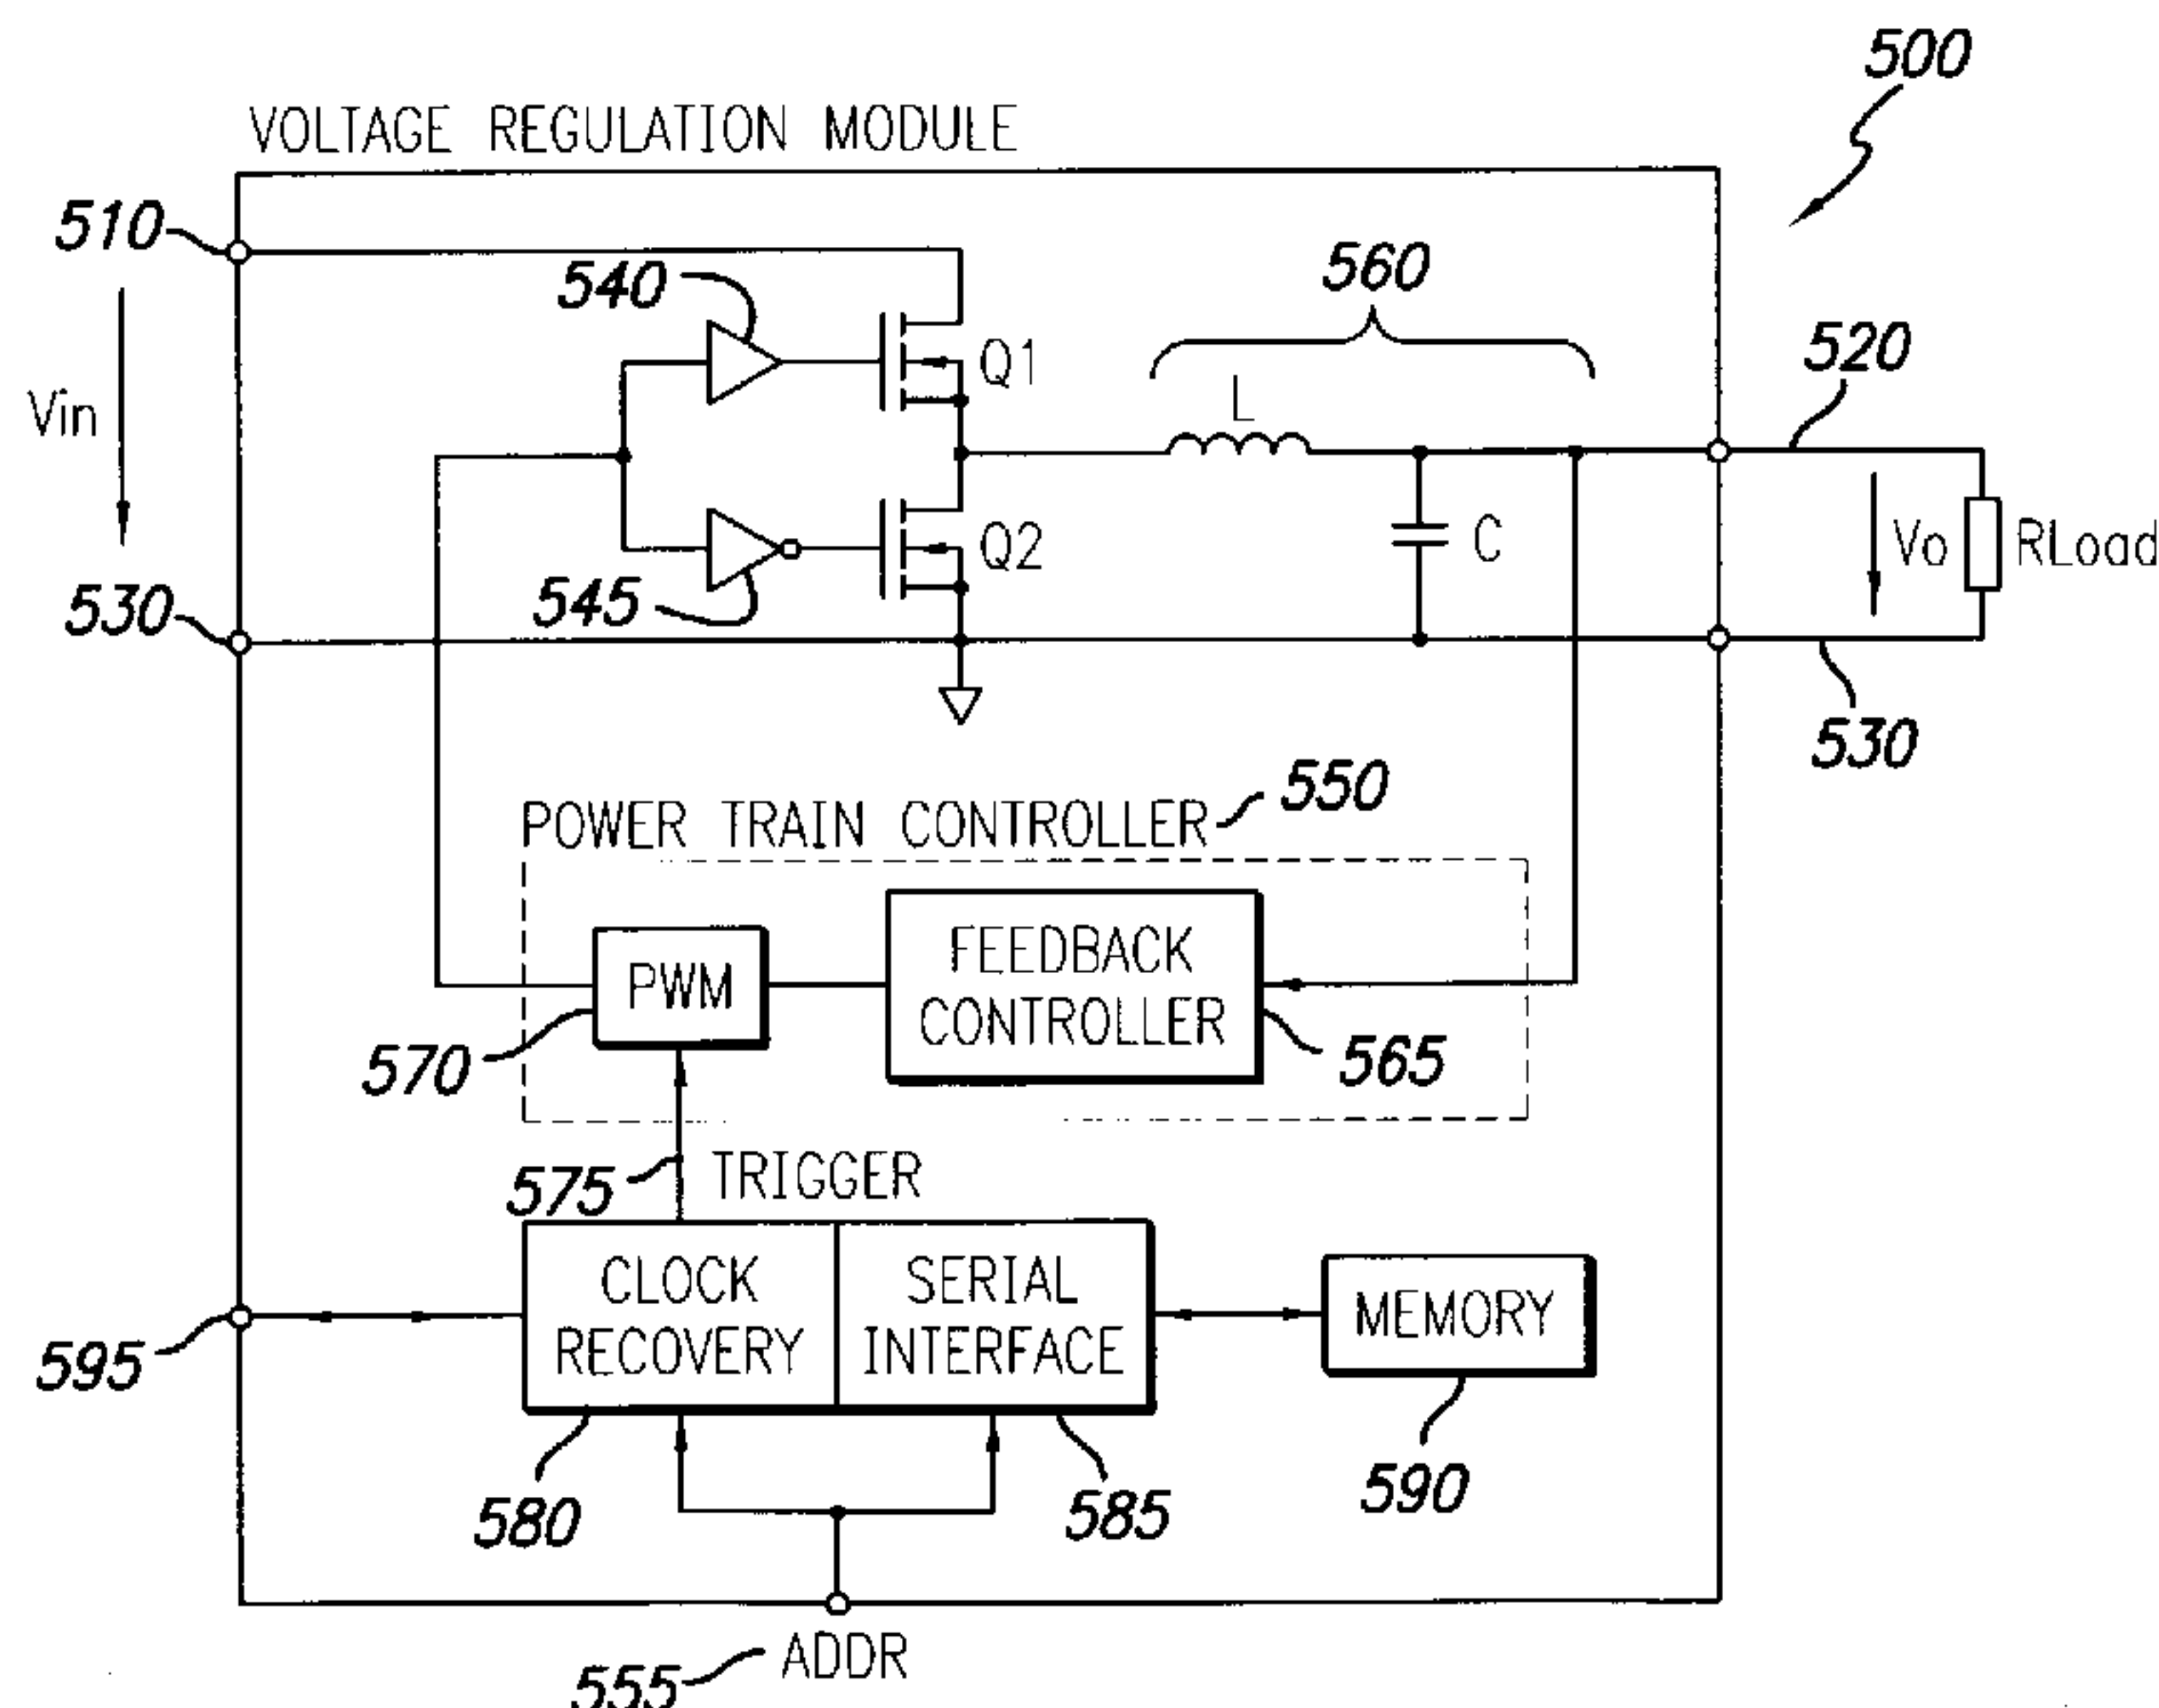 500
VOLTAGE REGULATION MODULE
510
540
560
Q1
520
Vin
L
Q2
C
Vo
RLoad
545
530
530
550
POWER TRAIN CONTROLLER
PWM
FEEDBACK
CONTROLLER
570
565
575
TRIGGER
CLOCK
RECOVERY
SERIAL
INTERFACE
MEMORY
595
580
585
590
ADDR
555